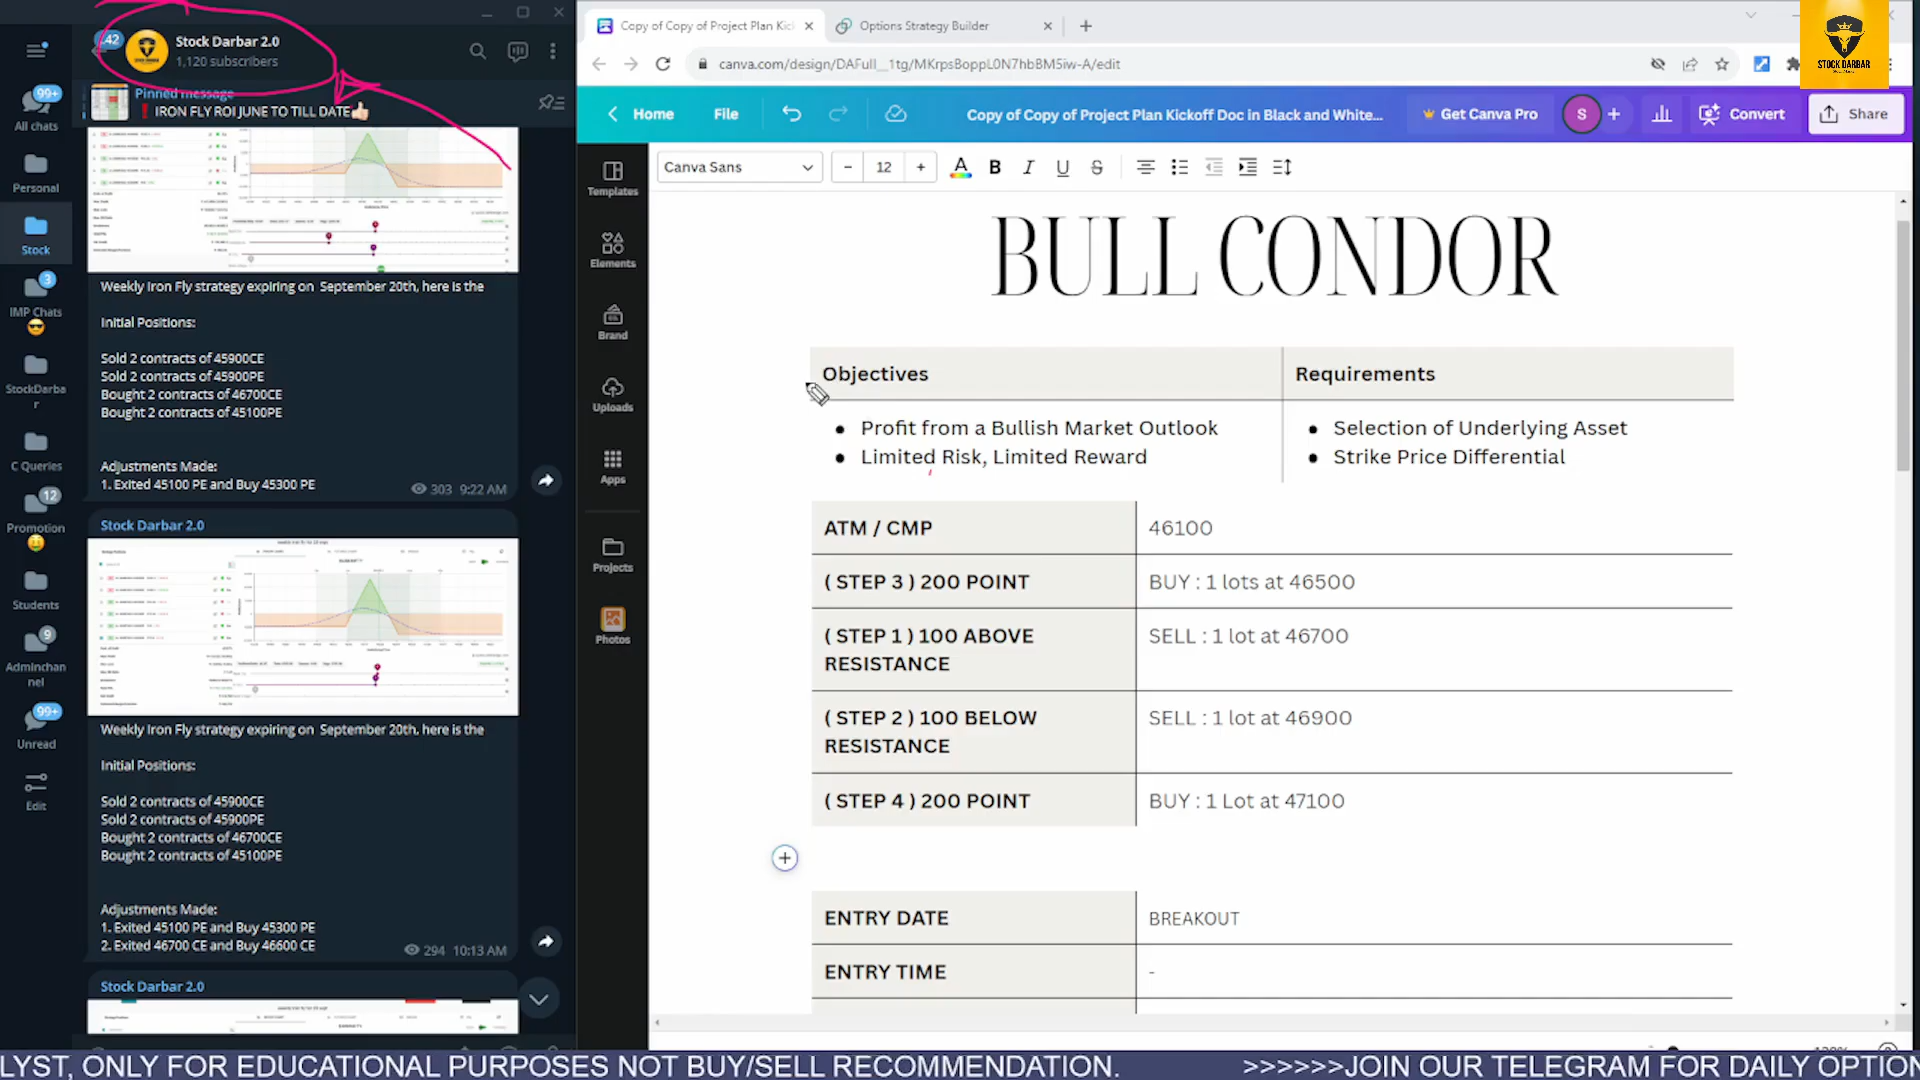 42
Stock Darbar 2.0
1,120 subscribers
Pinned message
❗ IRON FLY ROI JUNE TO TILL DATE👍
99+
All chats
Personal
Stock
3
IMP Chats
😎
StockDarba
r
C Queries
12
Promotion
🤑
Students
9
Adminchan
nel
99+
Unread
Edit
Weekly Iron Fly strategy expiring on September 20th, here is the
Initial Positions:
Sold 2 contracts of 45900CE
Sold 2 contracts of 45900PE
Bought 2 contracts of 46700CE
Bought 2 contracts of 45100PE
Adjustments Made:
1. Exited 45100 PE and Buy 45300 PE
303 9:22 AM
Stock Darbar 2.0
Weekly Iron Fly strategy expiring on September 20th, here is the
Initial Positions:
Sold 2 contracts of 45900CE
Sold 2 contracts of 45900PE
Bought 2 contracts of 46700CE
Bought 2 contracts of 45100PE
Adjustments Made:
1. Exited 45100 PE and Buy 45300 PE
2. Exited 46700 CE and Buy 46600 CE
294 10:13 AM
Stock Darbar 2.0
Copy of Copy of Project Plan Kick
Options Strategy Builder
canva.com/design/DAFull__1tg/MKrpsBoppL0N7hbBM5iw-A/edit
STOCK DARBAR
Home
File
Copy of Copy of Project Plan Kickoff Doc in Black and White...
Get Canva Pro
S
Convert
Share
Canva Sans
- 12 +
A B I U S
Templates
Elements
Brand
Uploads
Apps
Projects
Photos
BULL CONDOR
Objectives
Requirements
● Profit from a Bullish Market Outlook
● Limited Risk, Limited Reward
● Selection of Underlying Asset
● Strike Price Differential
ATM / CMP
46100
( STEP 3 ) 200 POINT
BUY : 1 lots at 46500
( STEP 1 ) 100 ABOVE
RESISTANCE
SELL : 1 lot at 46700
( STEP 2 ) 100 BELOW
RESISTANCE
SELL : 1 lot at 46900
( STEP 4 ) 200 POINT
BUY : 1 Lot at 47100
ENTRY DATE
BREAKOUT
ENTRY TIME
-
LYST, ONLY FOR EDUCATIONAL PURPOSES NOT BUY/SELL RECOMMENDATION.
>>>>>>JOIN OUR TELEGRAM FOR DAILY OPTION